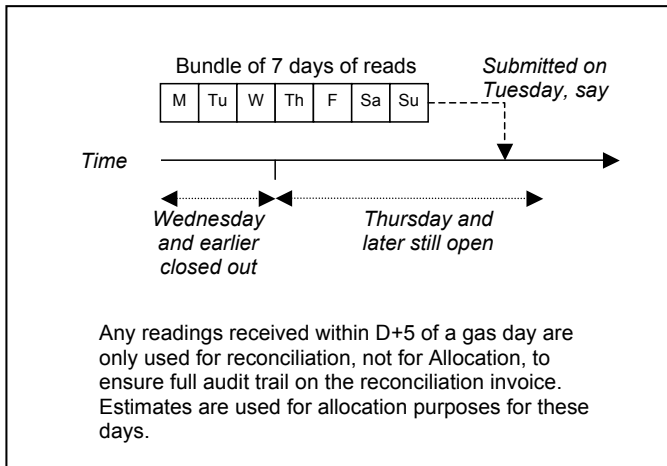 Bundle of 7 days of reads
Submitted on
Tuesday, say
M Tu W Th F Sa Su
Time
Wednesday
and earlier
closed out
Thursday and
later still open
Any readings received within D+5 of a gas day are
only used for reconciliation, not for Allocation, to
ensure full audit trail on the reconciliation invoice.
Estimates are used for allocation purposes for these
days.